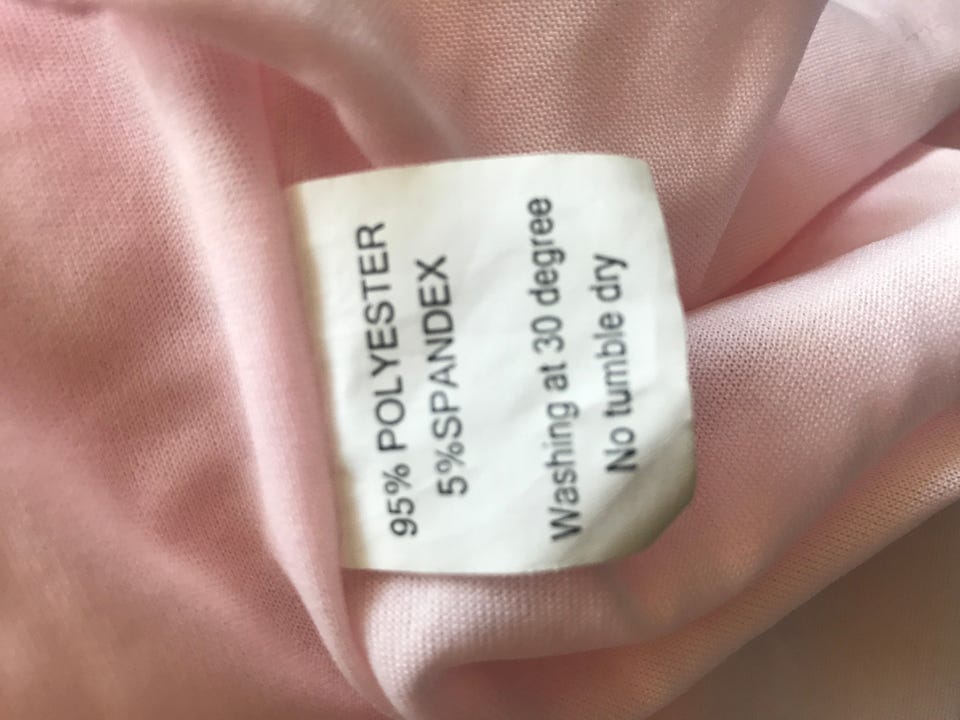 95% POLYESTER
5%SPANDEX
Washing at 30 degree
No tumble dry